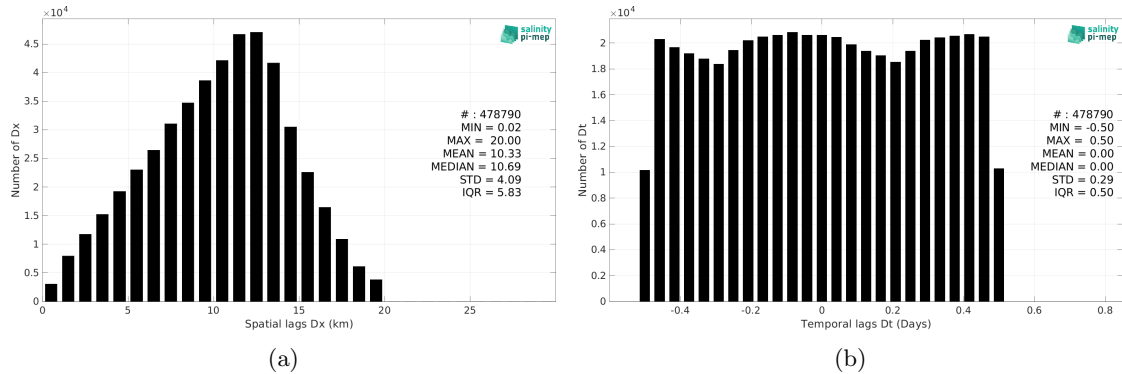 ×10⁴
4.5
4
3.5
3
2.5
2
1.5
1
0.5
0
Number of Dx
salinity
pi-mep
# : 478790
MIN = 0.02
MAX = 20.00
MEAN = 10.33
MEDIAN = 10.69
STD = 4.09
IQR = 5.83
0 5 10 15 20 25
Spatial lags Dx (km)
(a)
×10⁴
2
1.8
1.6
1.4
1.2
1
0.8
0.6
0.4
0.2
0
Number of Dt
salinity
pi-mep
# : 478790
MIN = -0.50
MAX = 0.50
MEAN = 0.00
MEDIAN = 0.00
STD = 0.29
IQR = 0.50
-0.4 -0.2 0 0.2 0.4 0.6 0.8
Temporal lags Dt (Days)
(b)